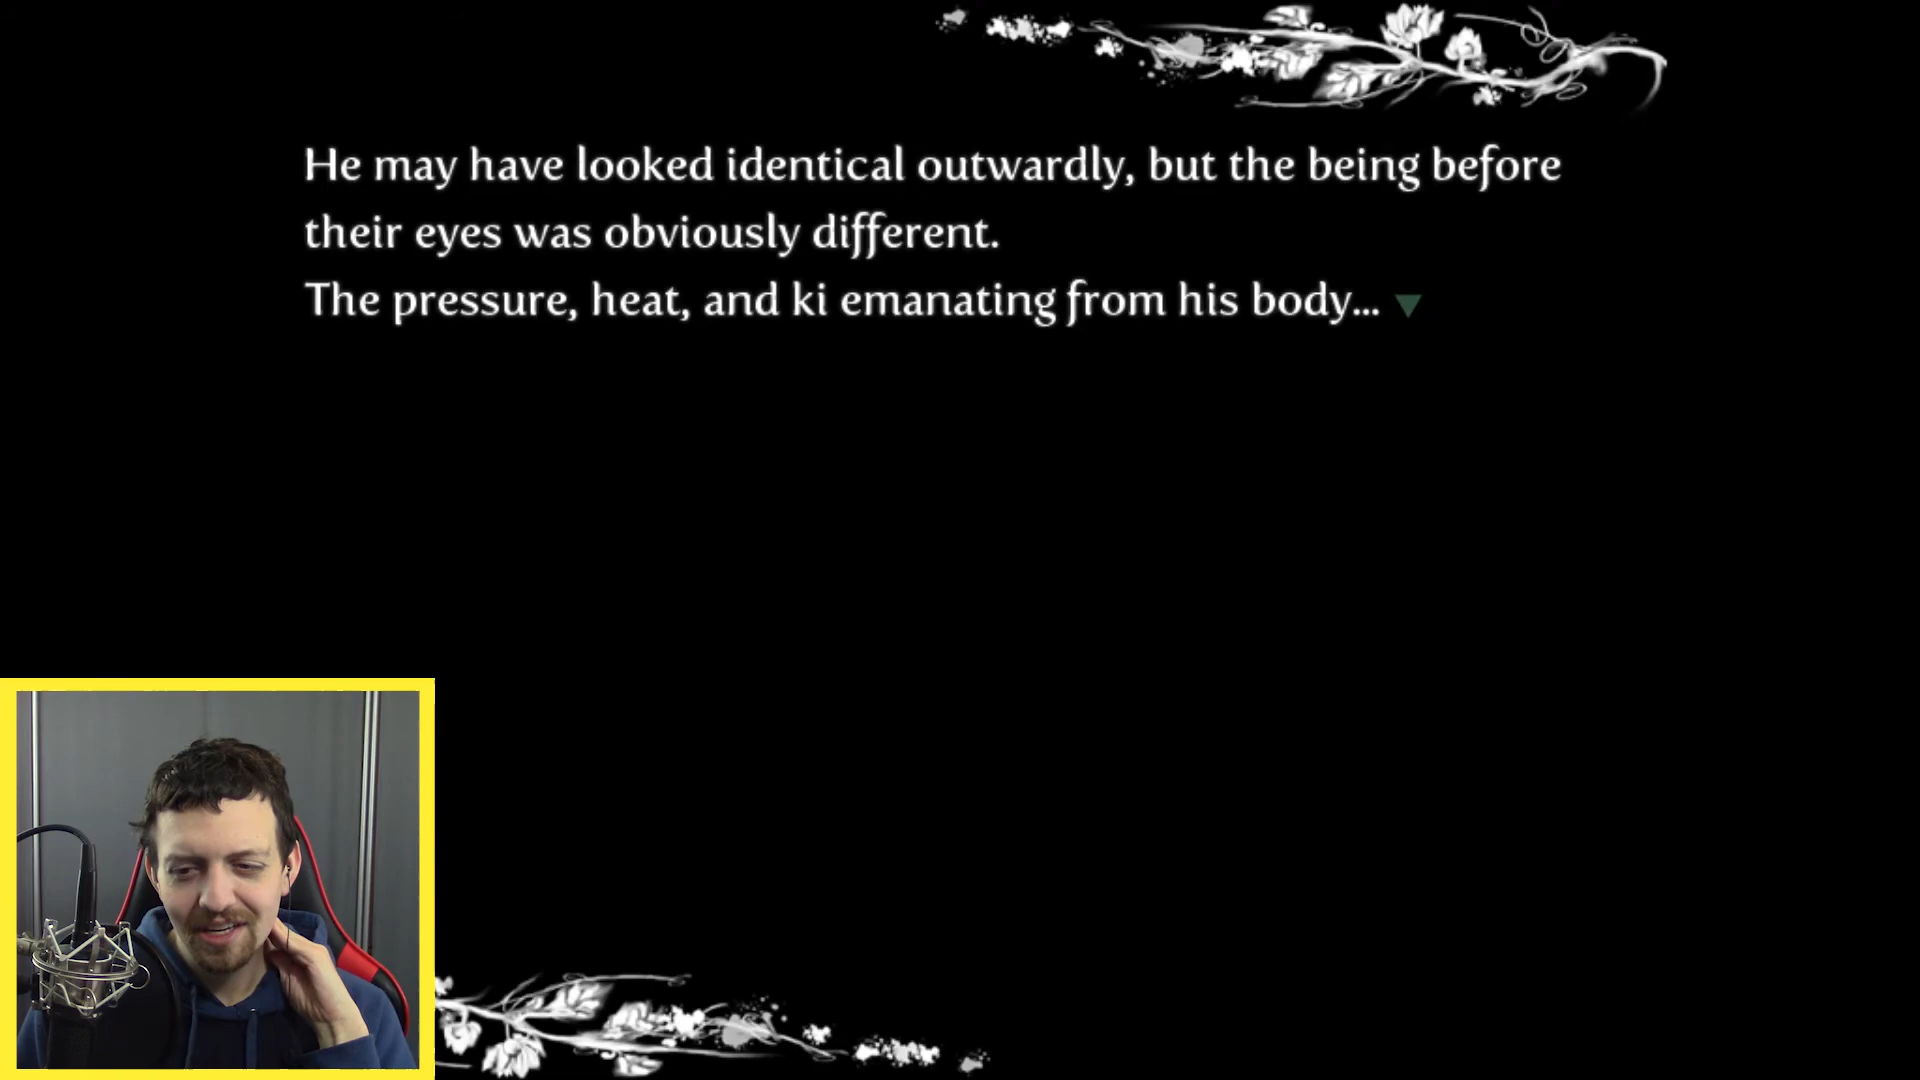 He may have looked identical outwardly, but the being before
their eyes was obviously different.
The pressure, heat, and ki emanating from his body...